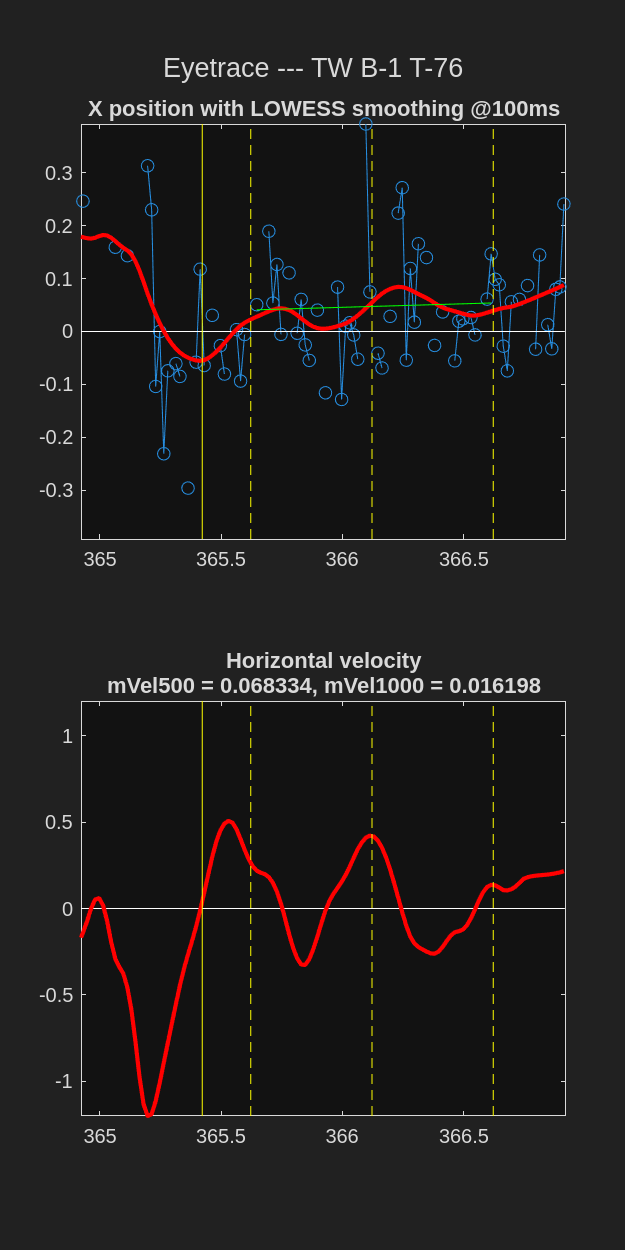 Eyetrace --- TW B-1 T-76
X position with LOWESS smoothing @100ms
0.3
0.2
0.1
0
-0.1
-0.2
-0.3
365 365.5 366 366.5
Horizontal velocity
mVel500 = 0.068334, mVel1000 = 0.016198
1
0.5
0
-0.5
-1
365 365.5 366 366.5